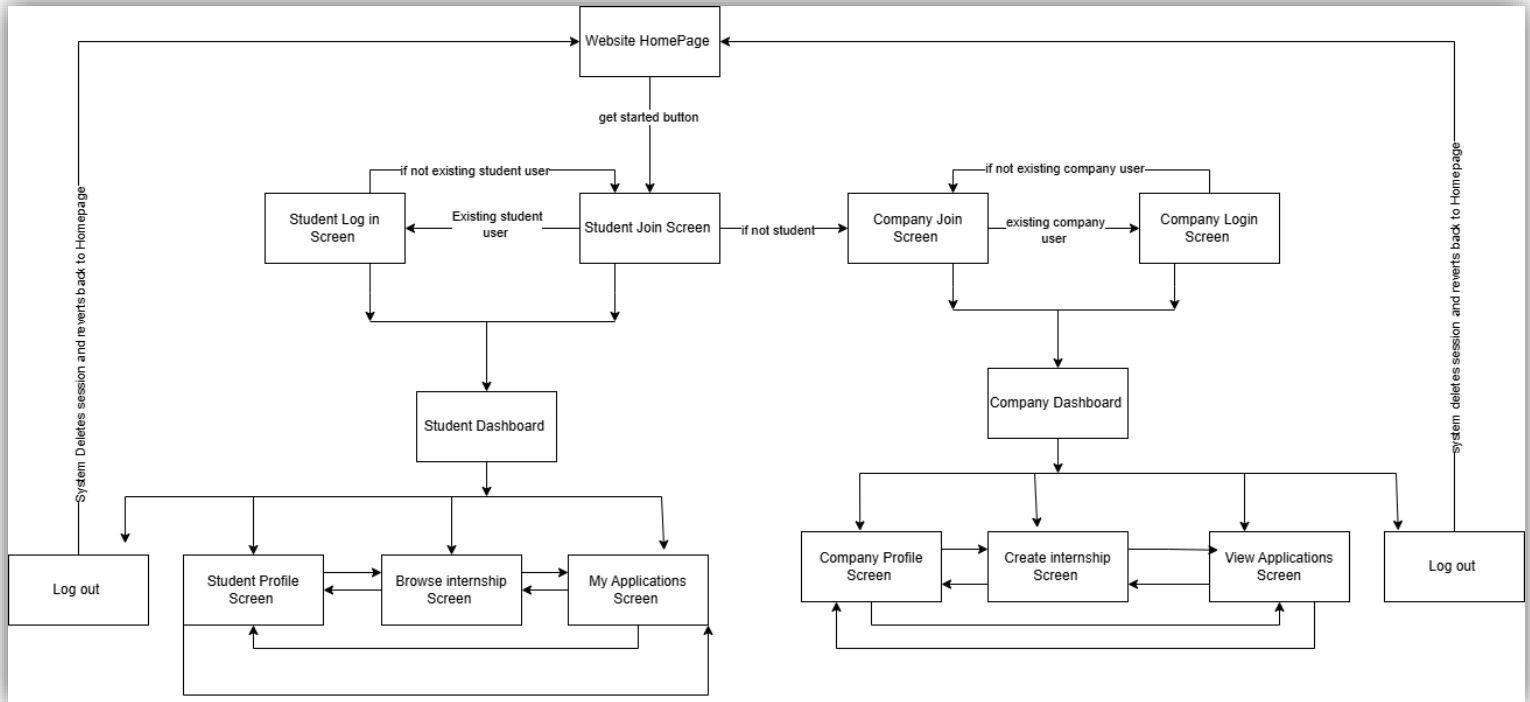 Website HomePage
get started button
if not existing student user
if not existing company user
Student Log in
Screen
Existing student
user
Student Join Screen
if not student
Company Join
Screen
existing company
user
Company Login
Screen
System Deletes session and reverts back to Homepage
system deletes session and reverts back to Homepage
Student Dashboard
Company Dashboard
Log out
Student Profile
Screen
Browse internship
Screen
My Applications
Screen
Company Profile
Screen
Create internship
Screen
View Applications
Screen
Log out